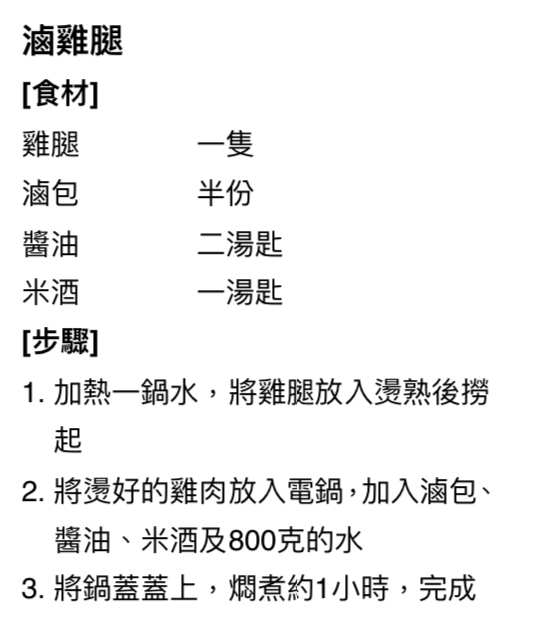 滷雞腿
[食材]
雞腿 一隻
滷包 半份
醬油 二湯匙
米酒 一湯匙
[步驟]
1. 加熱一鍋水，將雞腿放入燙熟後撈
起
2. 將燙好的雞肉放入電鍋，加入滷包、
醬油、米酒及800克的水
3. 將鍋蓋蓋上，燜煮約1小時，完成